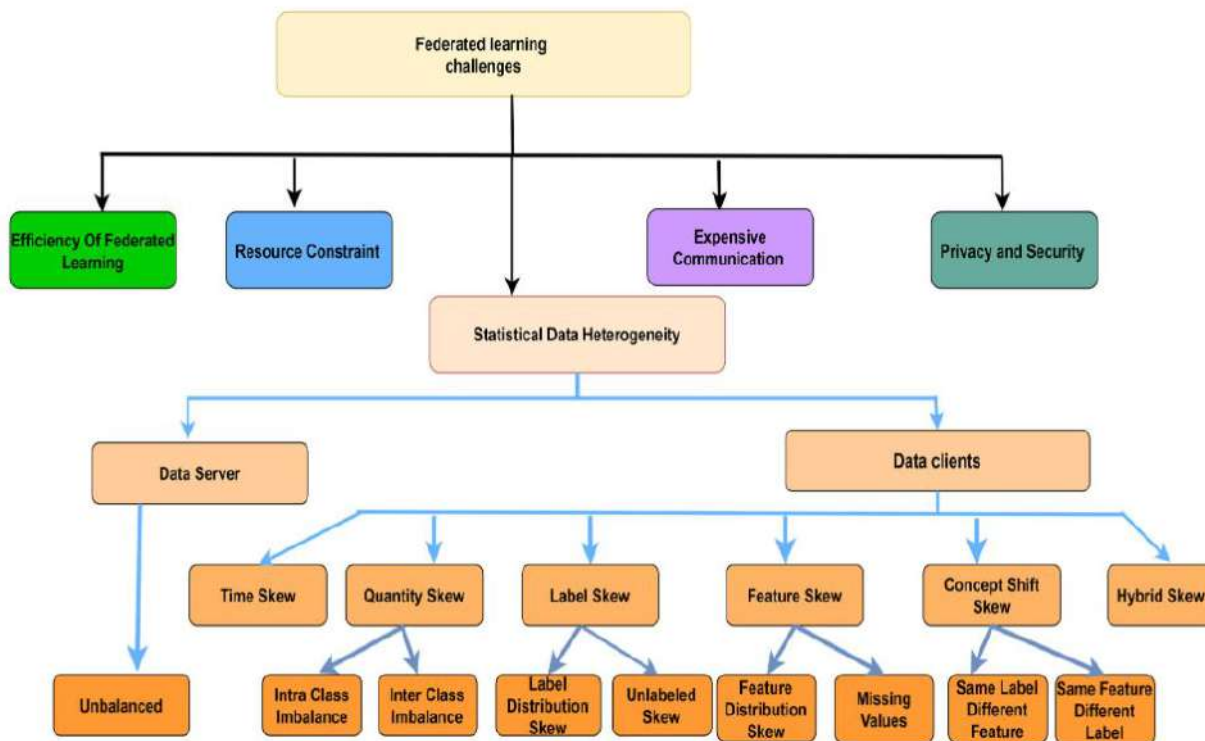 Federated learning
challenges
Efficiency Of Federated
Learning
Resource Constraint
Expensive
Communication
Privacy and Security
Statistical Data Heterogeneity
Data Server
Data clients
Time Skew
Quantity Skew
Label Skew
Feature Skew
Concept Shift
Skew
Hybrid Skew
Unbalanced
Intra Class
Imbalance
Inter Class
Imbalance
Label
Distribution
Skew
Unlabeled
Skew
Feature
Distribution
Skew
Missing
Values
Same Label
Different
Feature
Same Feature
Different
Label